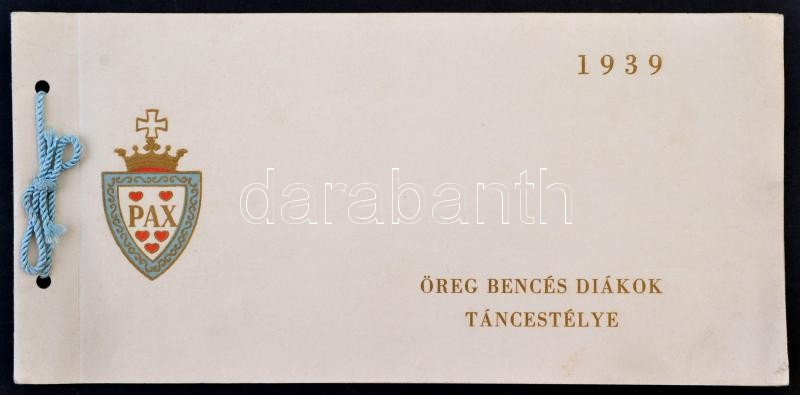 1939
PAX
darabanth
ÖREG BENCÉS DIÁKOK
TÁNCESTÉLYE